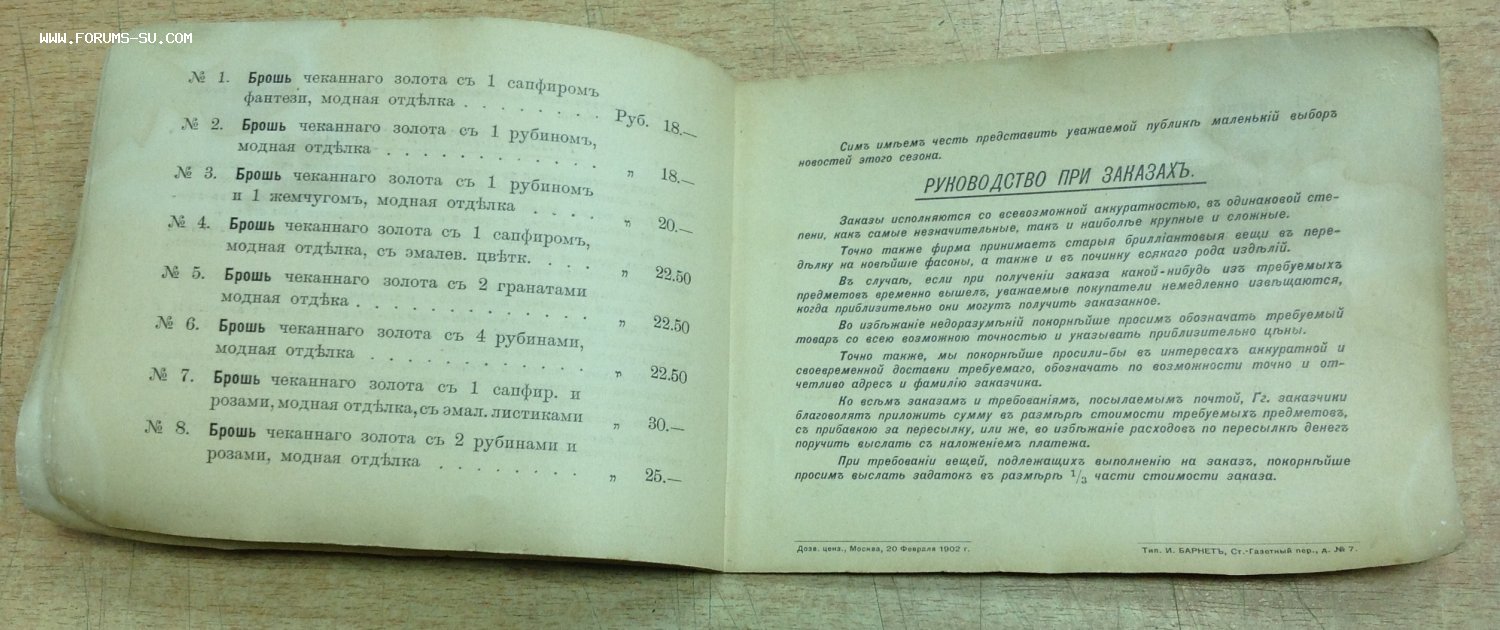 WWW.FORUMS-SU.COM
№ 1. Брошь чеканнаго золота съ 1 сапфиромъ
фантези, модная отдѣлка . . . . . . . . Руб. 18.—
№ 2. Брошь чеканнаго золота съ 1 рубином,
модная отдѣлка . . . . . . . . . . . . . „ 18.—
№ 3. Брошь чеканнаго золота съ 1 рубиномъ
и 1 жемчугомъ, модная отдѣлка . . . . „ 20.—
№ 4. Брошь чеканнаго золота съ 1 сапфиромъ,
модная отдѣлка, съ эмалев. цвѣтк. . . . „ 22.50
№ 5. Брошь чеканнаго золота съ 2 гранатами
модная отдѣка . . . . . . . . . . . . . . „ 22.50
№ 6. Брошь чеканнаго золота съ 4 рубинами,
модная отдѣлка . . . . . . . . . . . . . „ 22.50
№ 7. Брошь чеканнаго золота съ 1 сапфир. и
розами, модная отдѣлка, съ эмал. листиками „ 30.—
№ 8. Брошь чеканнаго золота съ 2 рубинами и
розами, модная отдѣлка . . . . . . . . . „ 25.—
Симъ имѣемъ честь представить уважаемой публикѣ маленькій выборъ
новостей этого сезона.
РУКОВОДСТВО ПРИ ЗАКАЗАХЪ.
Заказы исполняются со всевозможной аккуратностью, въ одинаковой сте-
пени, какъ самые незначительные, такъ и наиболѣе крупные и сложные.
Точно также фирма принимаетъ старыя брилліантовыя вещи въ пере-
дѣлку на новѣйшіе фасоны, а также и въ починку всякаго рода издѣлій.
Въ случаѣ, если при полученіи заказа какой-нибудь изъ требуемыхъ
предметовъ временно вышелъ, уважаемые покупатели немедленно извѣщаются,
когда приблизительно они могутъ получить заказанное.
Во избѣжаніе недоразумѣній покорнѣйше просимъ обозначать требуемый
товаръ со всею возможною точностью и указывать приблизительно цѣны.
Точно также, мы покорнѣйше просили-бы въ интересахъ аккуратной и
своевременной доставки требуемаго, обозначать по возможности точно и от-
четливо адресъ и фамилію заказчика.
Ко всѣмъ заказамъ и требованіямъ, посылаемымъ почтой, Гг. заказчики
благоволятъ приложить сумму въ размѣрѣ стоимости требуемыхъ предметовъ,
съ прибавкою за пересылку, или же, во избѣжаніе расходовъ по пересылкѣ денегъ
поручить выслать съ наложеніемъ платежа.
При требованіи вещей, подлежащихъ выполненію на заказъ, покорнѣйше
просимъ выслать задатокъ въ размѣрѣ 1/3 части стоимости заказа.
Дозв. ценз., Москва, 20 Февраля 1902 г. Тип. И. БАРНЕТЪ, Ст.-Газетный пер., д. № 7.